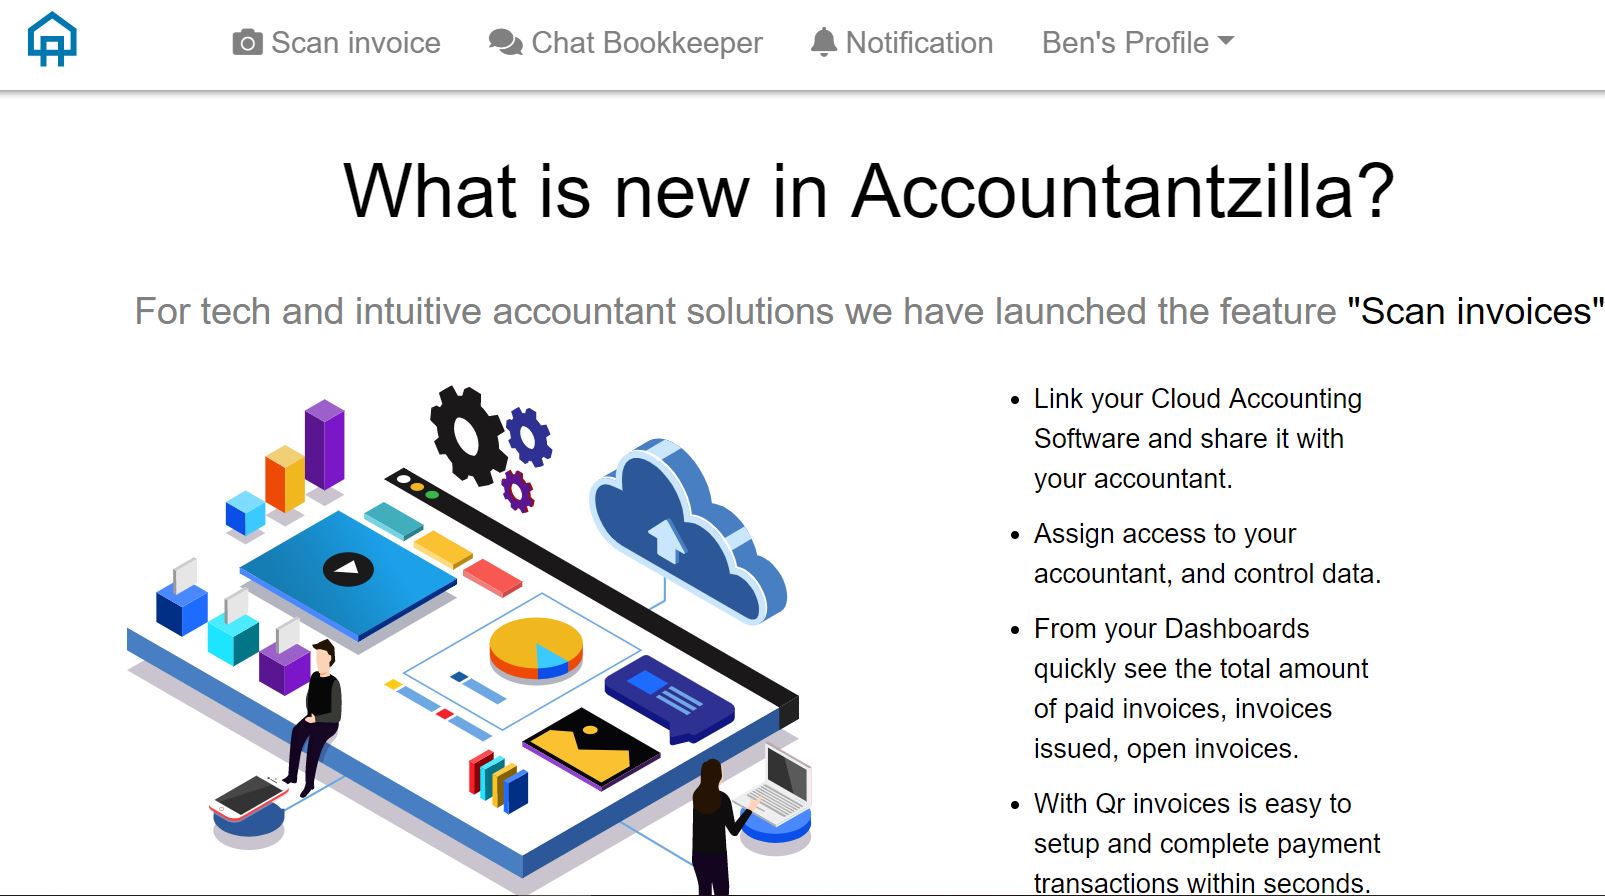 Scan invoice Chat Bookkeeper Notification Ben's Profile
What is new in Accountantzilla?
For tech and intuitive accountant solutions we have launched the feature "Scan invoices"
• Link your Cloud Accounting
Software and share it with
your accountant.
• Assign access to your
accountant, and control data.
• From your Dashboards
quickly see the total amount
of paid invoices, invoices
issued, open invoices.
• With Qr invoices is easy to
setup and complete payment
transactions within seconds.